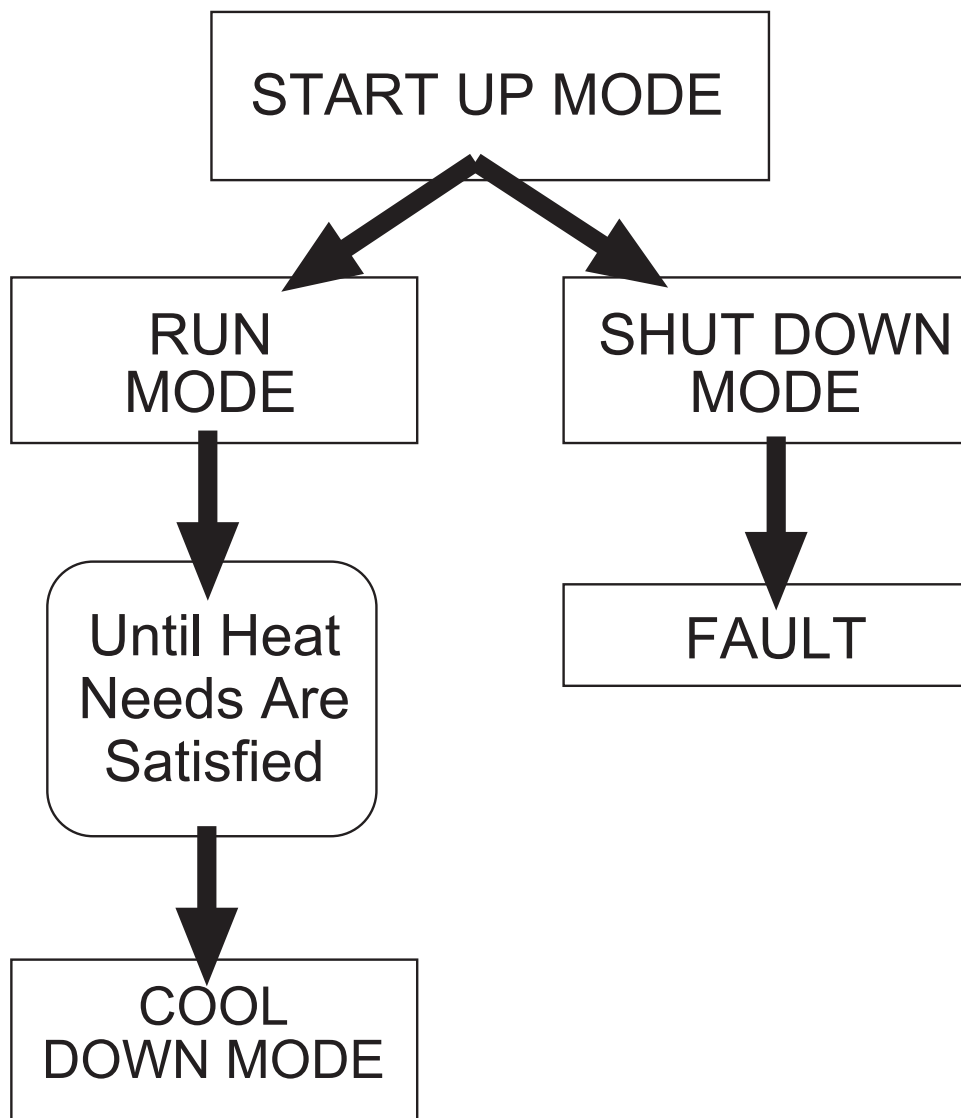 START UP MODE
RUN
MODE
SHUT DOWN
MODE
Until Heat
Needs Are
Satisfied
FAULT
COOL
DOWN MODE